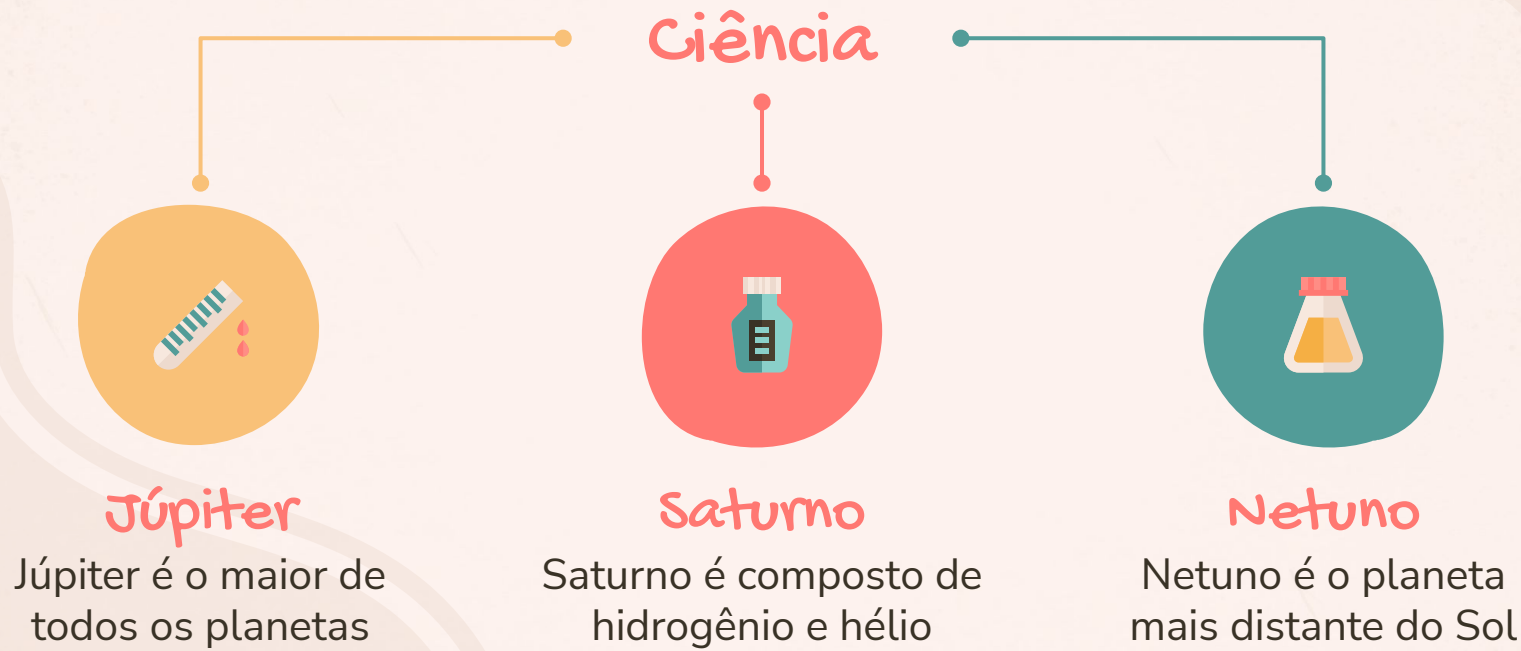 Ciência
Júpiter
Júpiter é o maior de
todos os planetas
Saturno
Saturno é composto de
hidrogênio e hélio
Netuno
Netuno é o planeta
mais distante do Sol